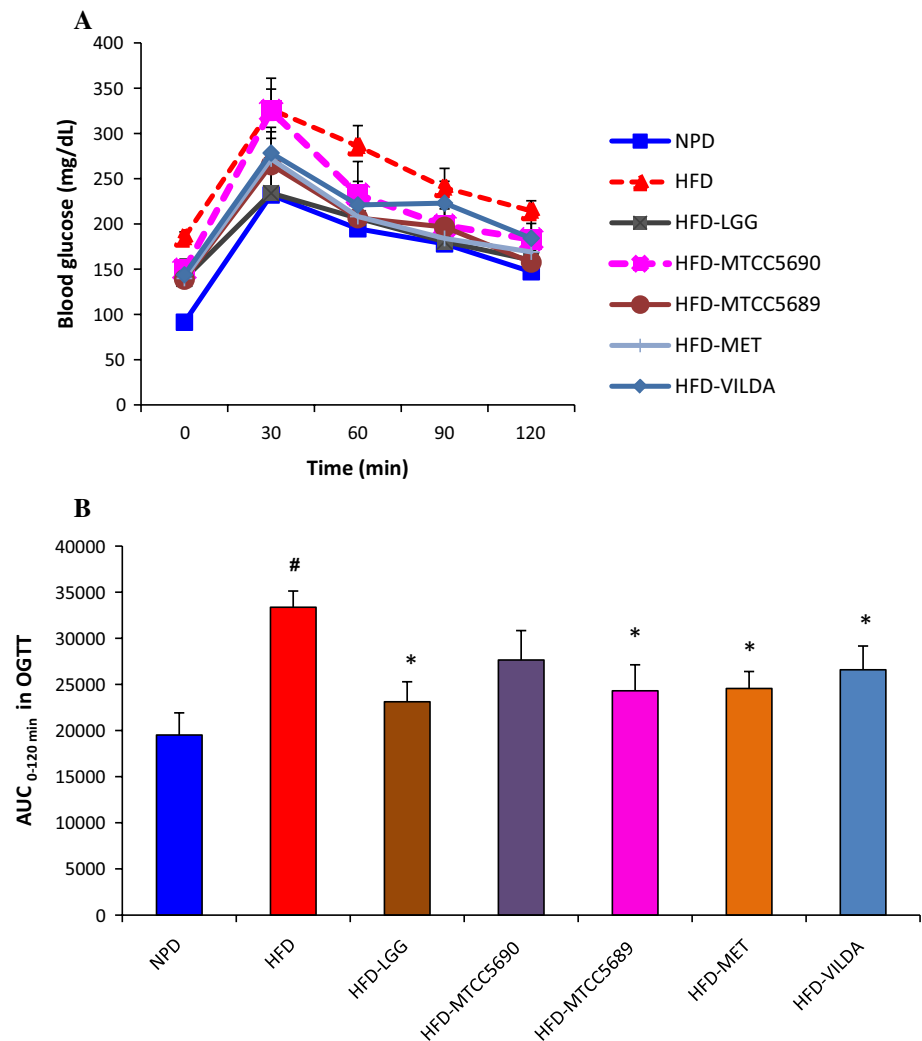 A
Blood glucose (mg/dL)
400
350
300
250
200
150
100
50
0
0 30 60 90 120
Time (min)
NPD
HFD
HFD-LGG
HFD-MTCC5690
HFD-MTCC5689
HFD-MET
HFD-VILDA
B
AUC 0-120 min in OGTT
40000
35000
30000
25000
20000
15000
10000
5000
0
#
*
*
*
*
NPD
HFD
HFD-LGG
HFD-MTCC5690
HFD-MTCC5689
HFD-MET
HFD-VILDA